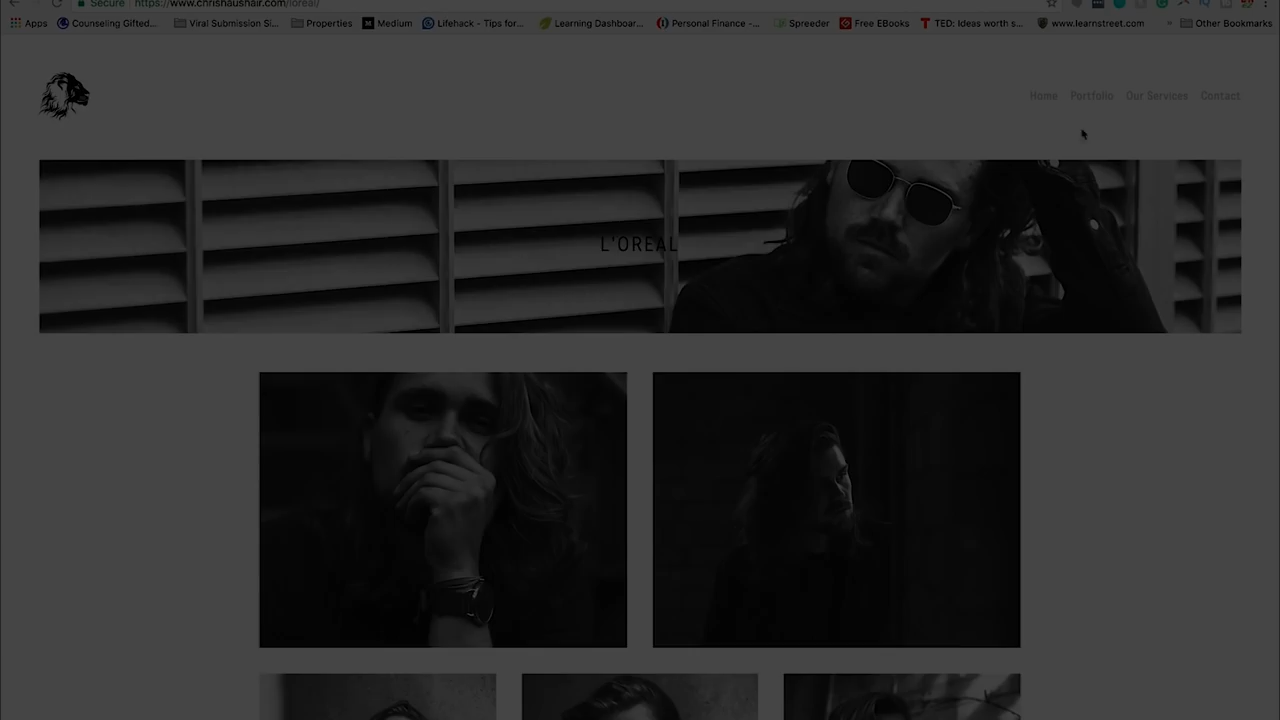 Secure https://www.chrishaushair.com/loreal/
Apps Counseling Gifted... Viral Submission Si... Properties Medium Lifehack - Tips for... Learning Dashboar... Personal Finance -... Spreeder Free EBooks TED: Ideas worth s... www.learnstreet.com » Other Bookmarks
Home Portfolio Our Services Contact
L'OREAL